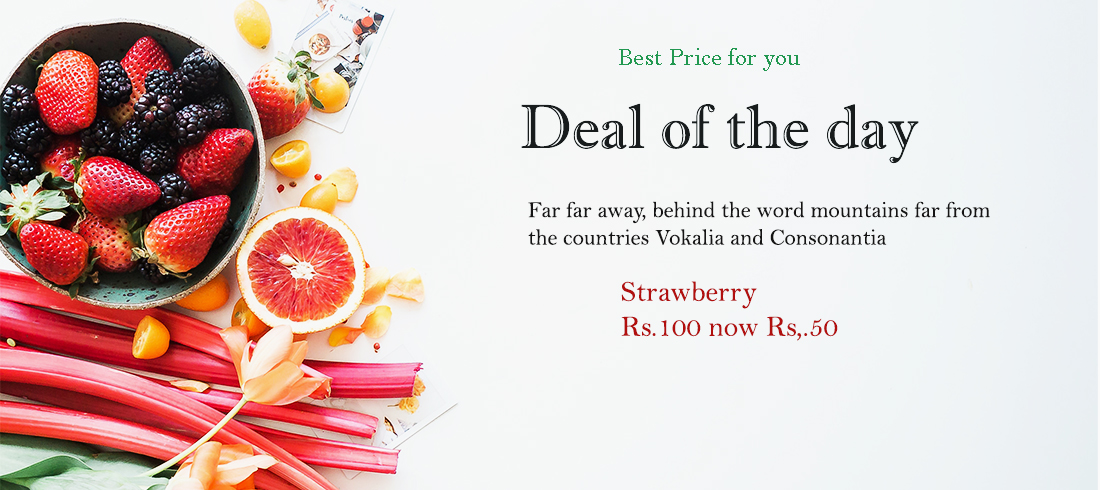 Best Price for you
Deal of the day
Far far away, behind the word mountains far from
the countries Vokalia and Consonantia
Strawberry
Rs.100 now Rs,.50